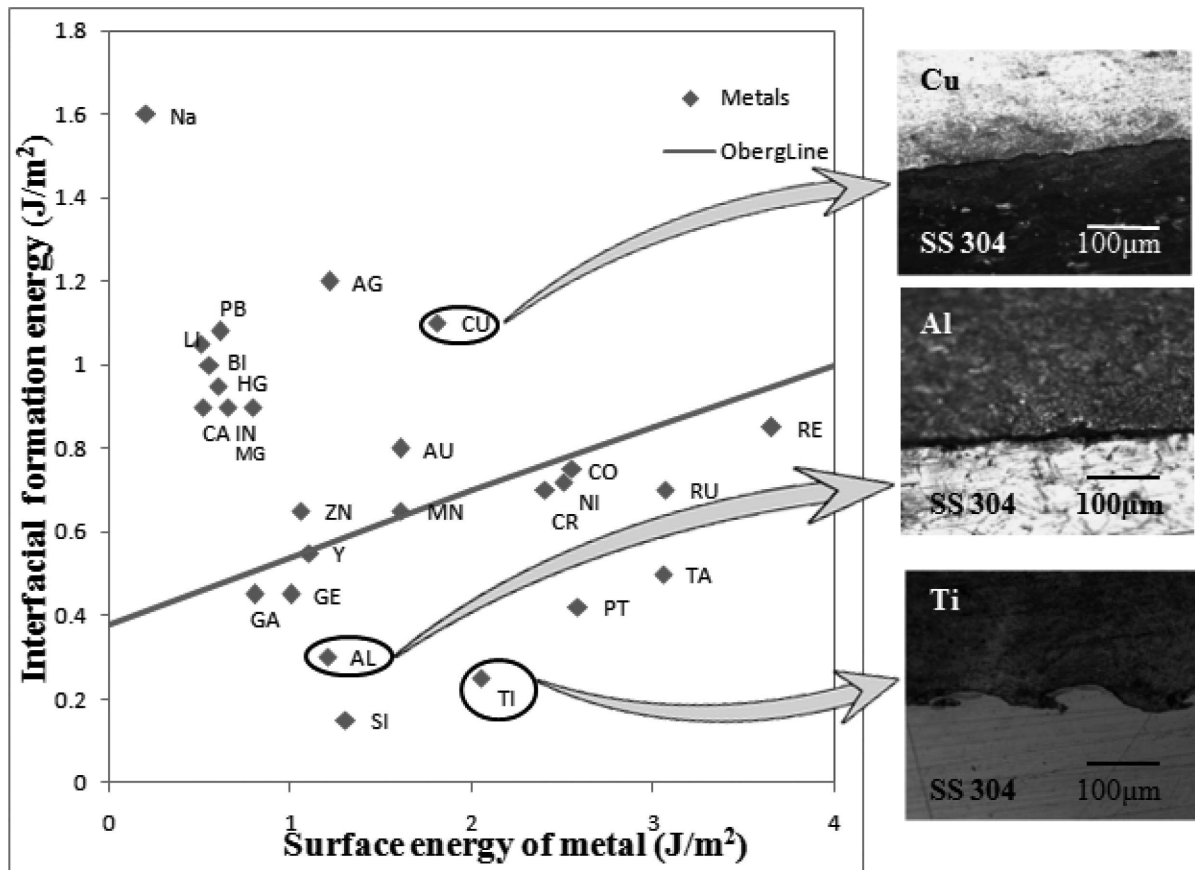 Interfacial formation energy (J/m²)
1.8
1.6
1.4
1.2
1
0.8
0.6
0.4
0.2
0
0
1
2
3
4
Surface energy of metal (J/m²)
Metals
ObergLine
Na
AG
PB
LI
BI
HG
CA IN
MG
CU
AU
ZN
MN
Y
GA
GE
AL
SI
TI
CO
NI
CR
RE
RU
TA
PT
Cu
SS 304
100μm
Al
SS 304
100μm
Ti
SS 304
100μm